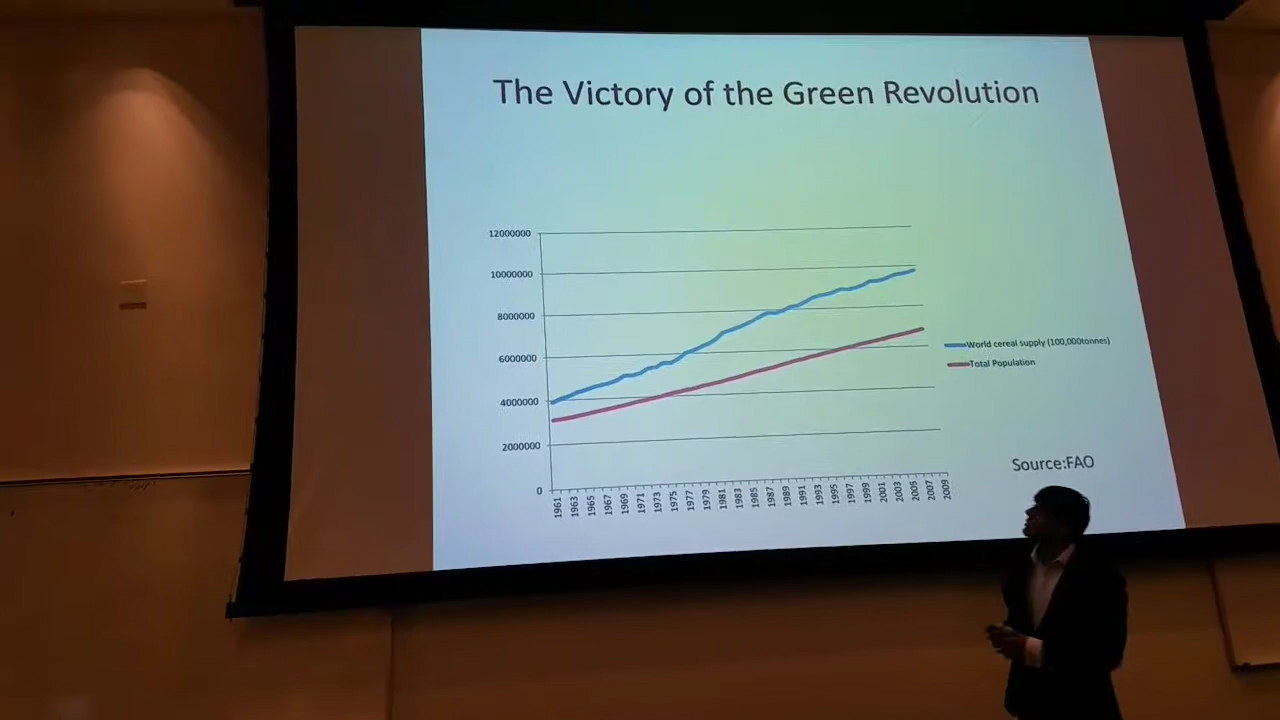 The Victory of the Green Revolution
12000000
10000000
8000000
6000000
4000000
2000000
0
1961 1963 1965 1967 1969 1971 1973 1975 1977 1979 1981 1983 1985 1987 1989 1991 1993 1995 1997 1999 2001 2003 2005 2007 2009
World cereal supply (100,000tonnes)
Total Population
Source:FAO